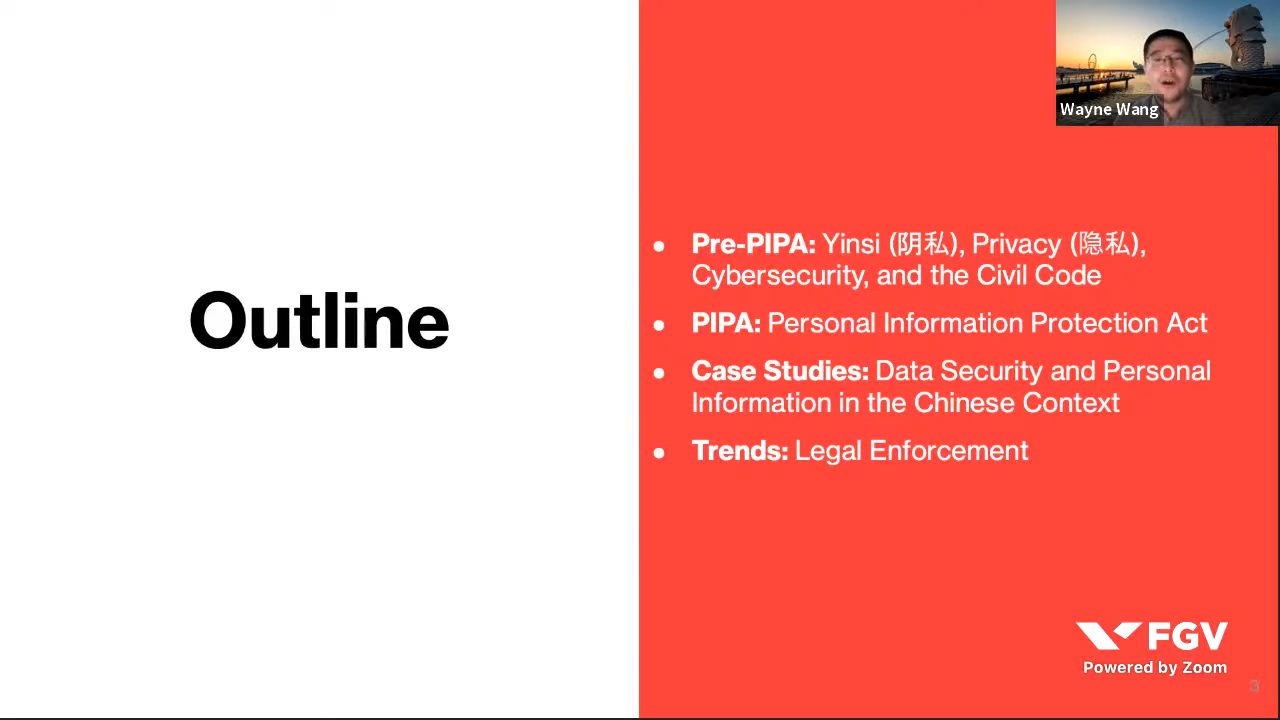 Wayne Wang
Outline
● Pre-PIPA: Yinsi (阴私), Privacy (隐私),
Cybersecurity, and the Civil Code
● PIPA: Personal Information Protection Act
● Case Studies: Data Security and Personal
Information in the Chinese Context
● Trends: Legal Enforcement
FGV
Powered by Zoom
3